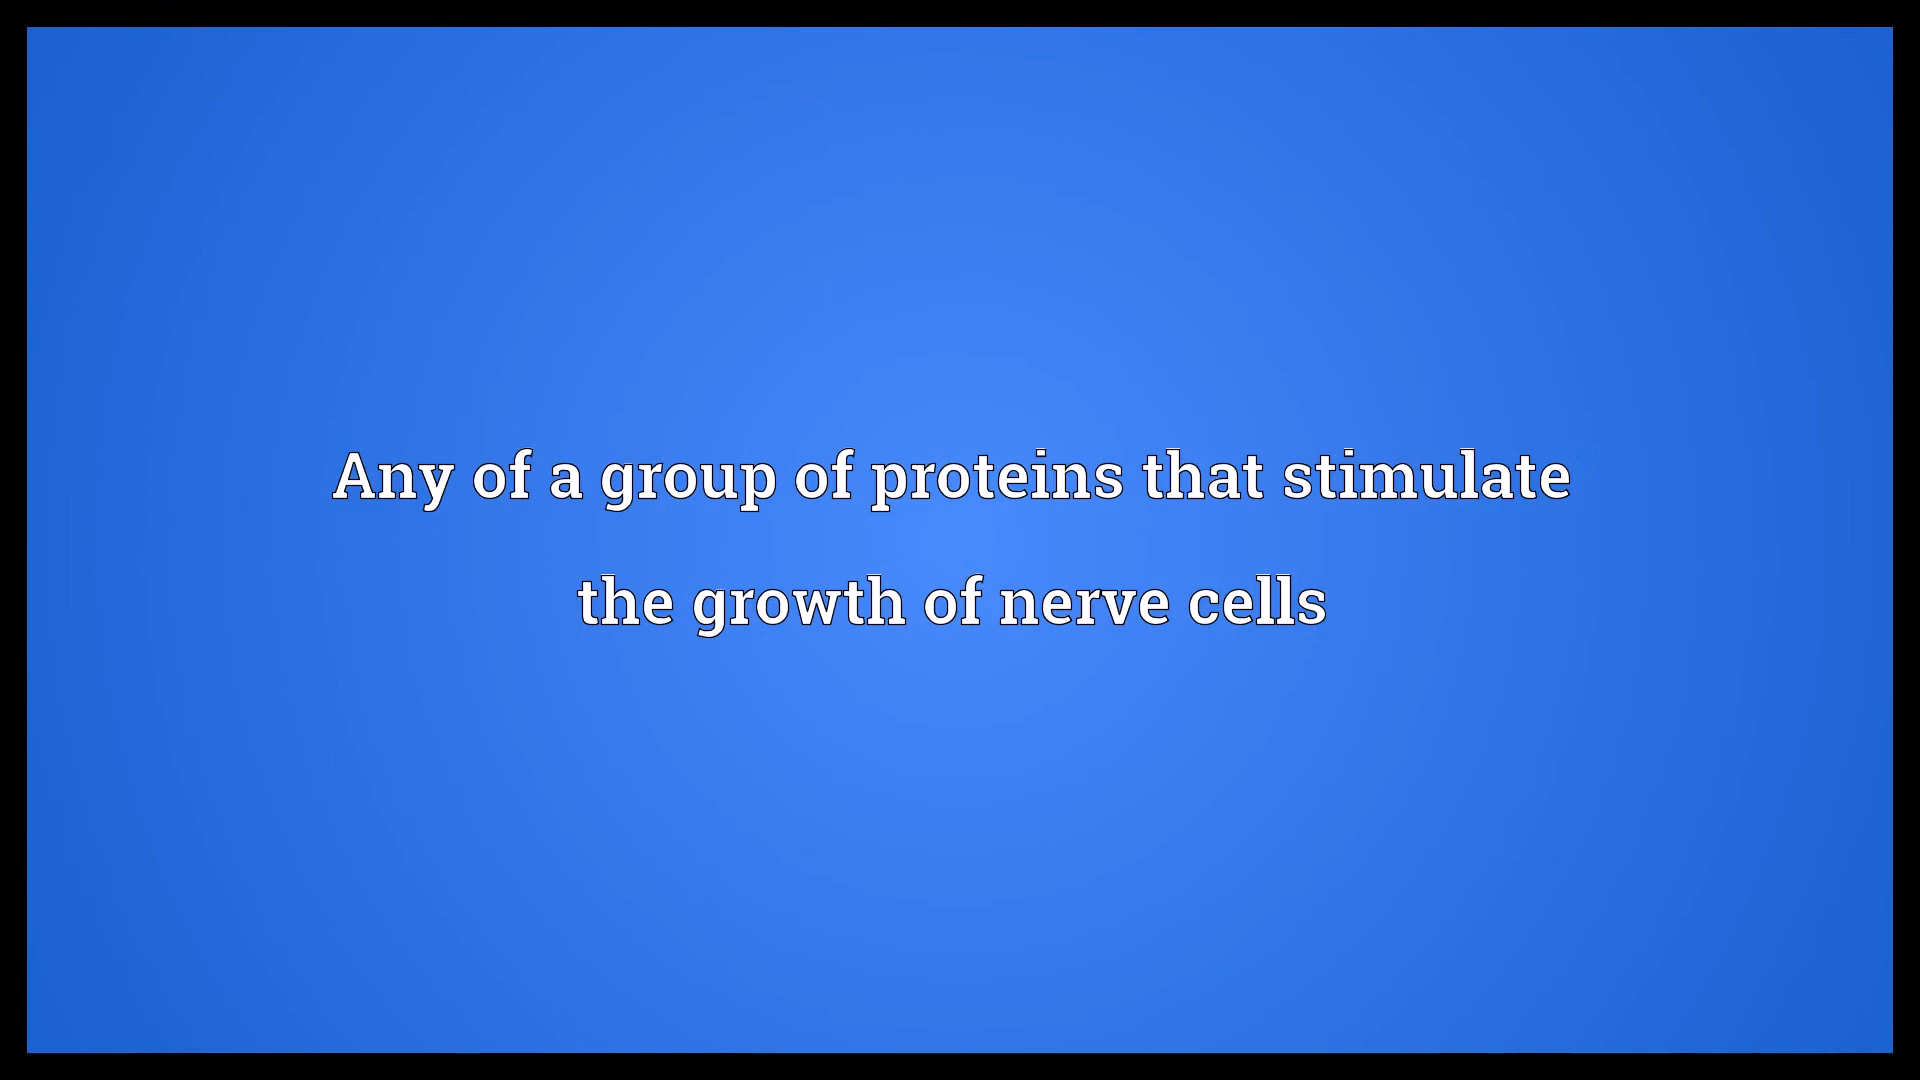 Any of a group of proteins that stimulate
the growth of nerve cells